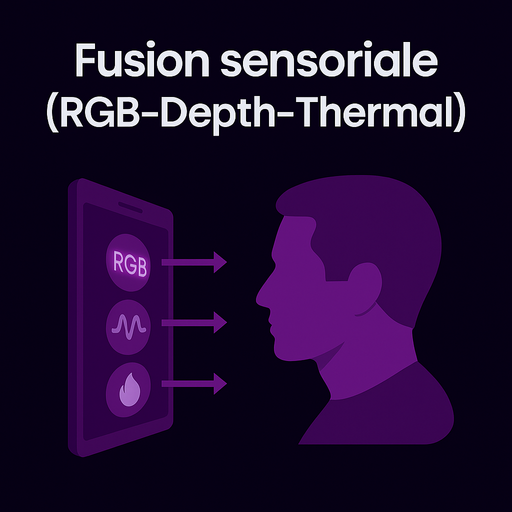 Fusion sensoriale
(RGB–Depth–Thermal)
RGB